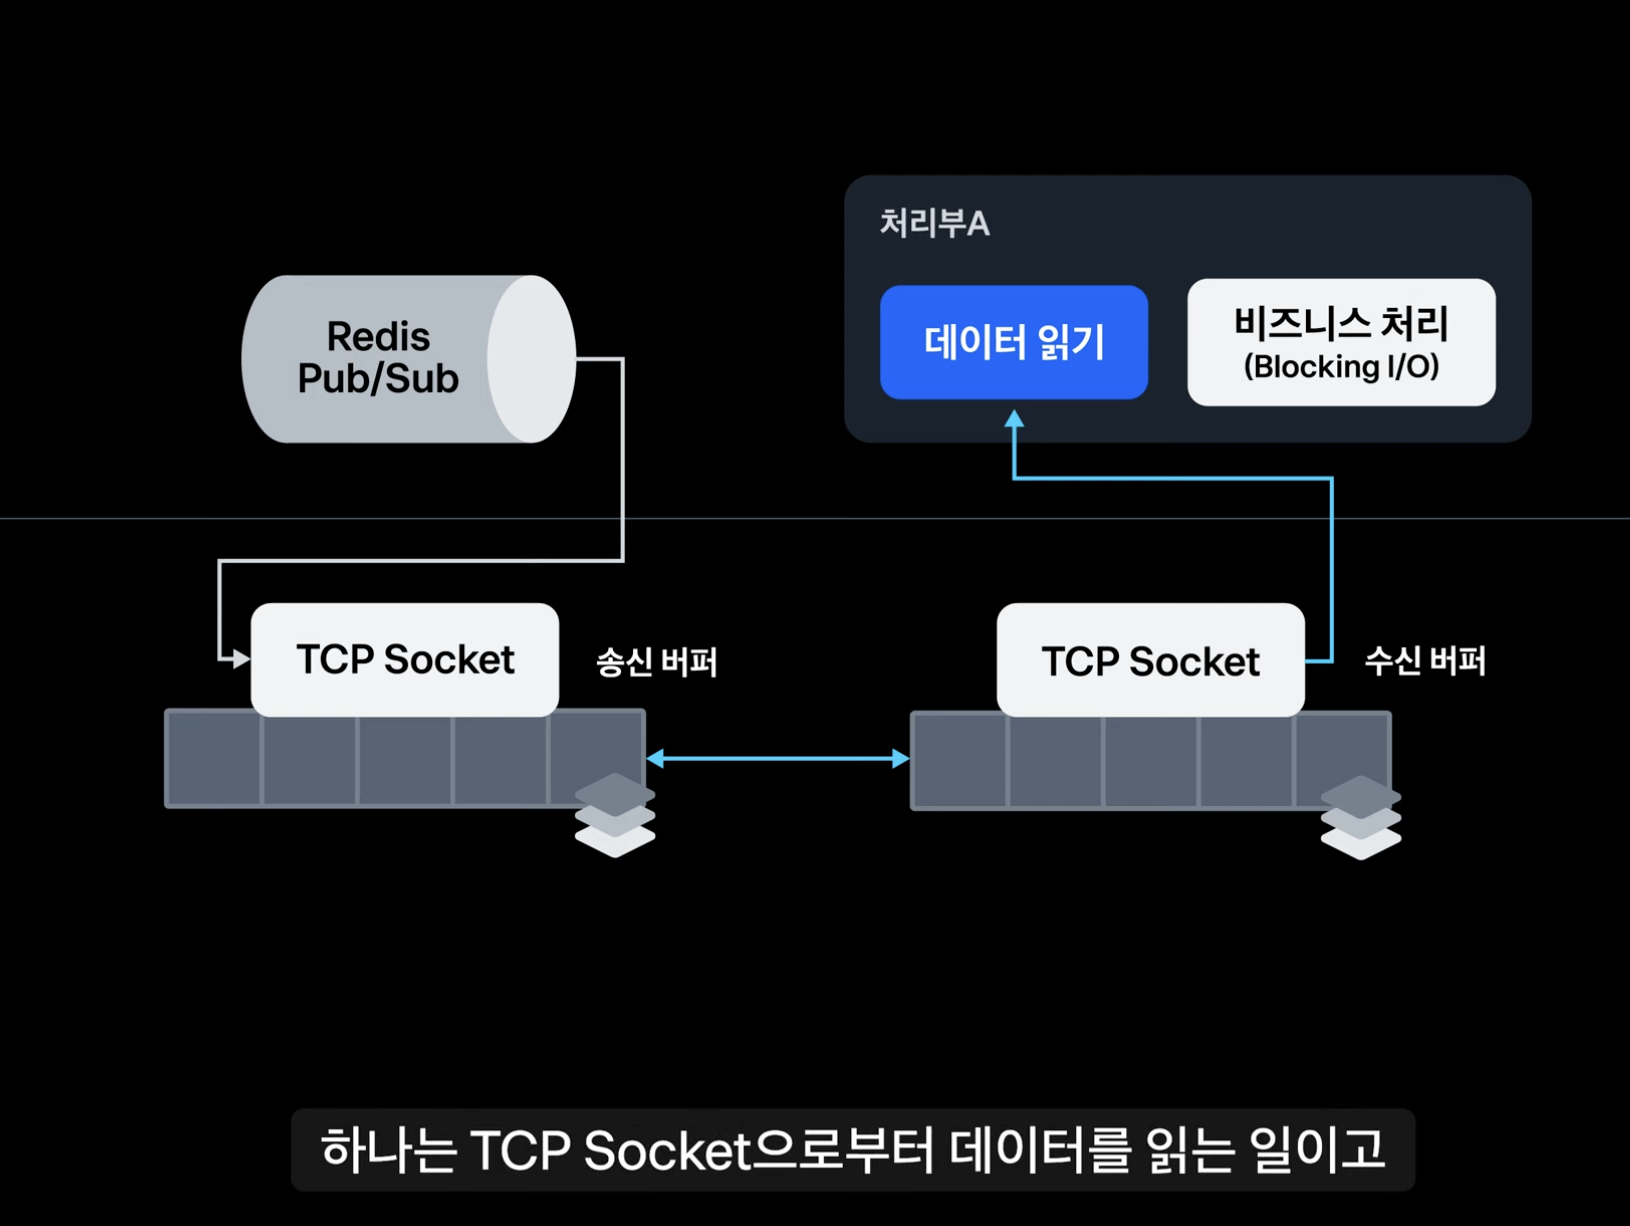 처리부A
Redis
Pub/Sub
데이터 읽기
비즈니스 처리
(Blocking I/O)
TCP Socket
송신 버퍼
TCP Socket
수신 버퍼
하나는 TCP Socket으로부터 데이터를 읽는 일이고